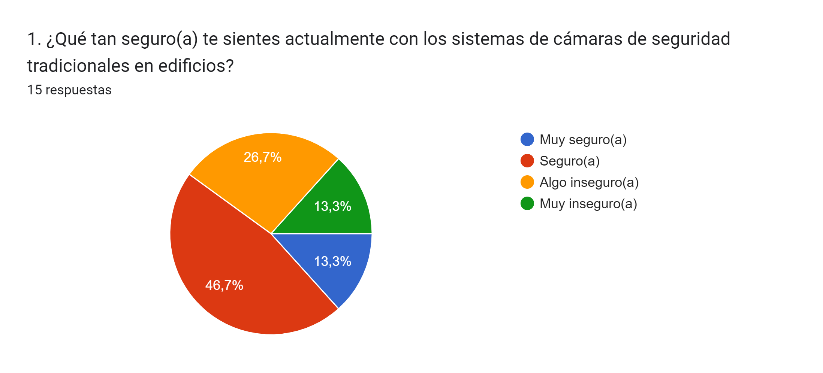 1. ¿Qué tan seguro(a) te sientes actualmente con los sistemas de cámaras de seguridad
tradicionales en edificios?
15 respuestas
26,7%
13,3%
13,3%
46,7%
Muy seguro(a)
Seguro(a)
Algo inseguro(a)
Muy inseguro(a)